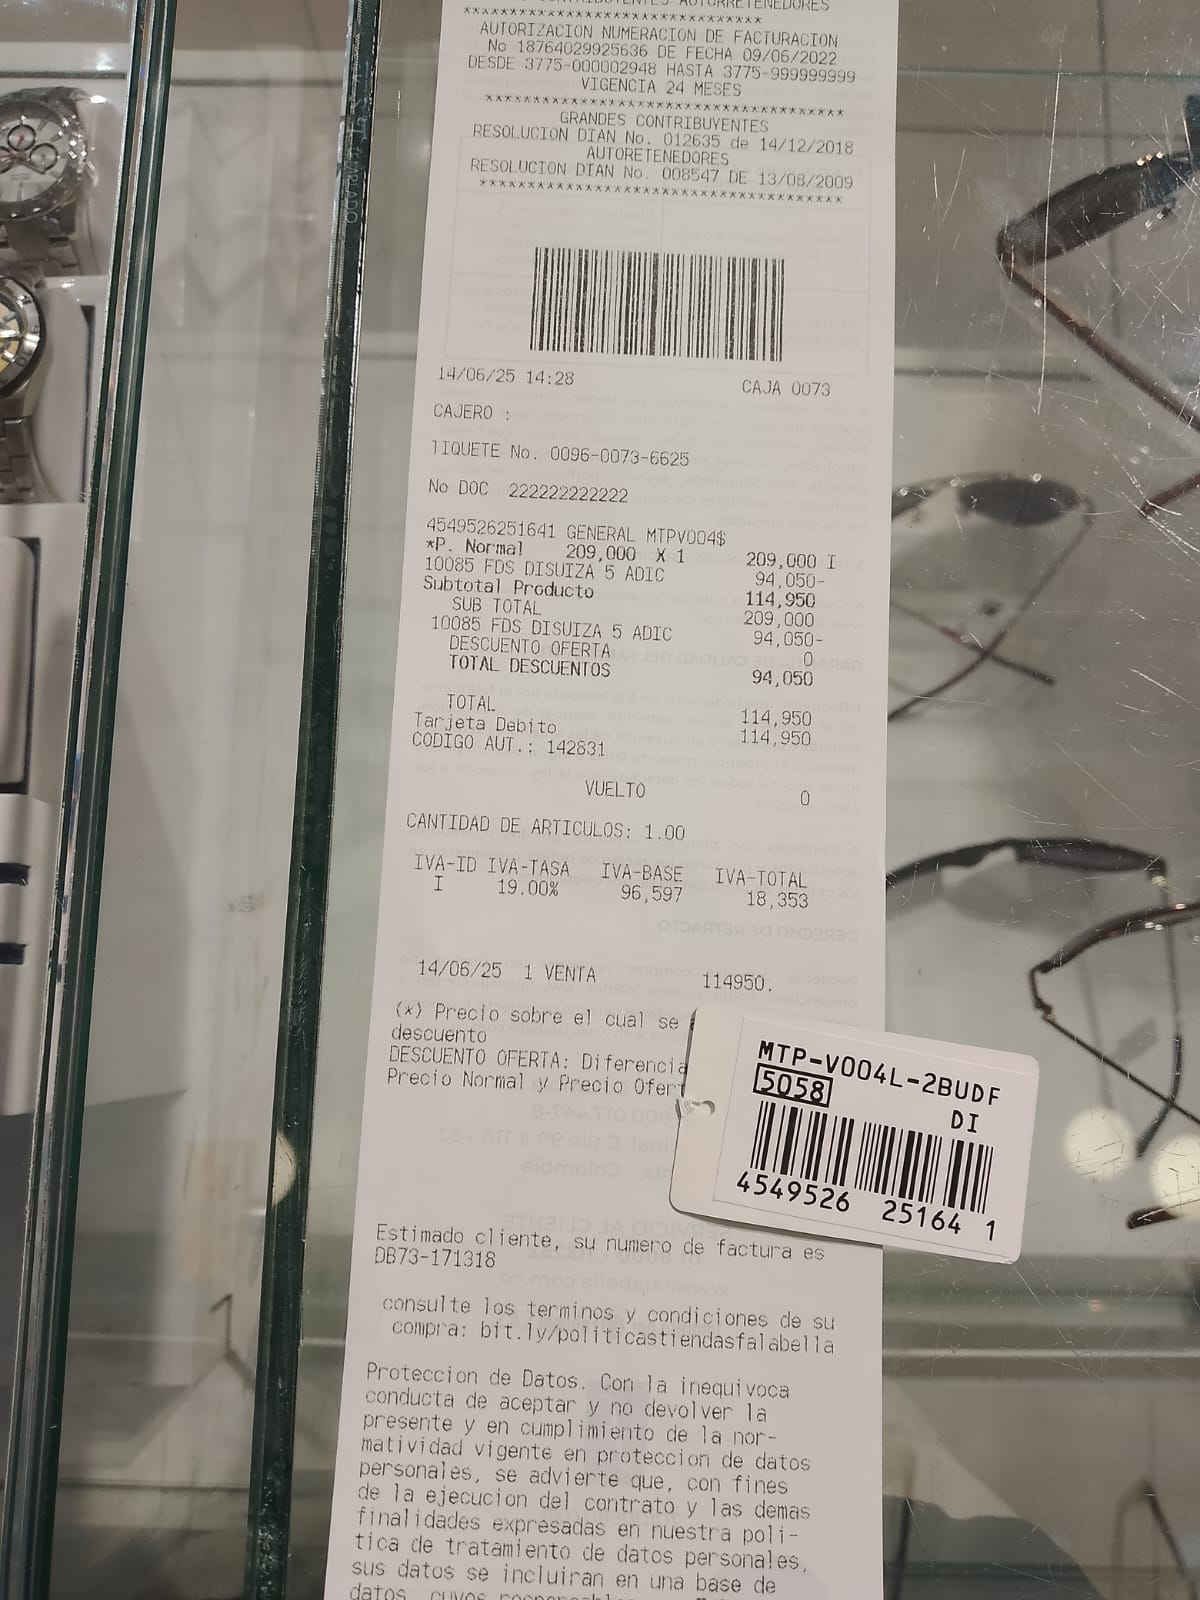 CONTRIBUYENTES AUTORRETENEDORES
*******************************
AUTORIZACION NUMERACION DE FACTURACION
No 18764029925636 DE FECHA 09/06/2022
DESDE 3775-000002948 HASTA 3775-999999999
VIGENCIA 24 MESES
*************************************
GRANDES CONTRIBUYENTES
RESOLUCION DIAN No. 012635 de 14/12/2018
AUTORETENEDORES
RESOLUCION DIAN No. 008547 DE 13/08/2009
*************************************
14/06/25 14:28 CAJA 0073
CAJERO :
TIQUETE No. 0096-0073-6625
No DOC 222222222222
4549526251641 GENERAL MTPV004$
*P. Normal 209,000 X 1 209,000 I
10085 FDS DISUIZA 5 ADIC 94,050-
Subtotal Producto 114,950
SUB TOTAL 209,000
10085 FDS DISUIZA 5 ADIC 94,050-
DESCUENTO OFERTA 0
TOTAL DESCUENTOS 94,050
TOTAL 114,950
Tarjeta Debito 114,950
CODIGO AUT.: 142831
VUELTO 0
CANTIDAD DE ARTICULOS: 1.00
IVA-ID IVA-TASA IVA-BASE IVA-TOTAL
I 19.00% 96,597 18,353
14/06/25 1 VENTA 114950.
(*) Precio sobre el cual se
descuento
DESCUENTO OFERTA: Diferencia
Precio Normal y Precio Ofert
MTP-V004L-2BUDF
5058
DI
4549526 25164 1
Estimado cliente, su numero de factura es
DB73-171318
consulte los terminos y condiciones de su
compra: bit.ly/politicastiendasfalabella
Proteccion de Datos. Con la inequivoca
conducta de aceptar y no devolver la
presente y en cumplimiento de la nor-
matividad vigente en proteccion de datos
personales, se advierte que, con fines
de la ejecucion del contrato y las demas
finalidades expresadas en nuestra poli-
tica de tratamiento de datos personales,
sus datos se incluiran en una base de
datos, cuyos